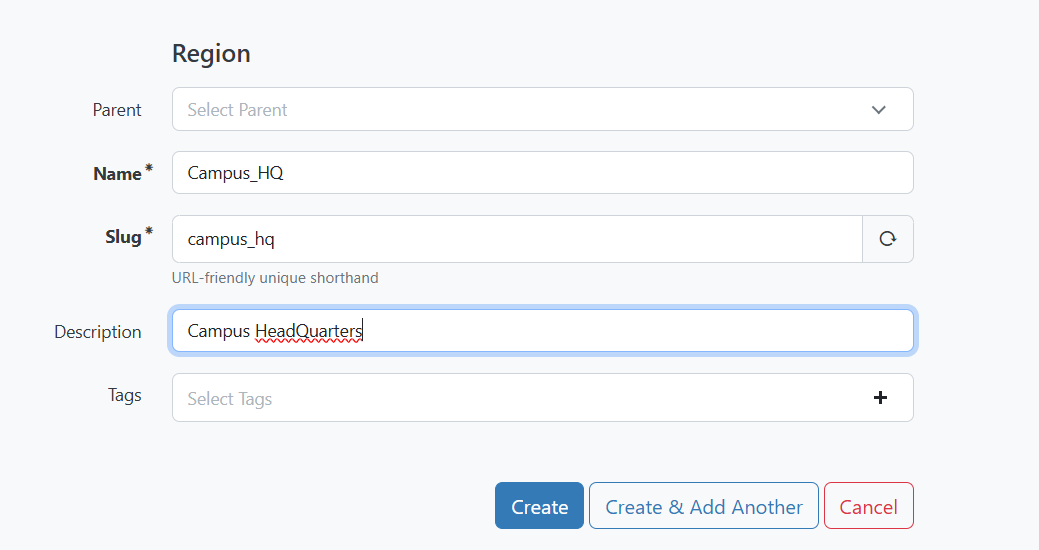 Region
Parent Select Parent
Name* Campus_HQ
Slug* campus_hq
URL-friendly unique shorthand
Description Campus HeadQuarters
Tags Select Tags +
Create Create & Add Another Cancel